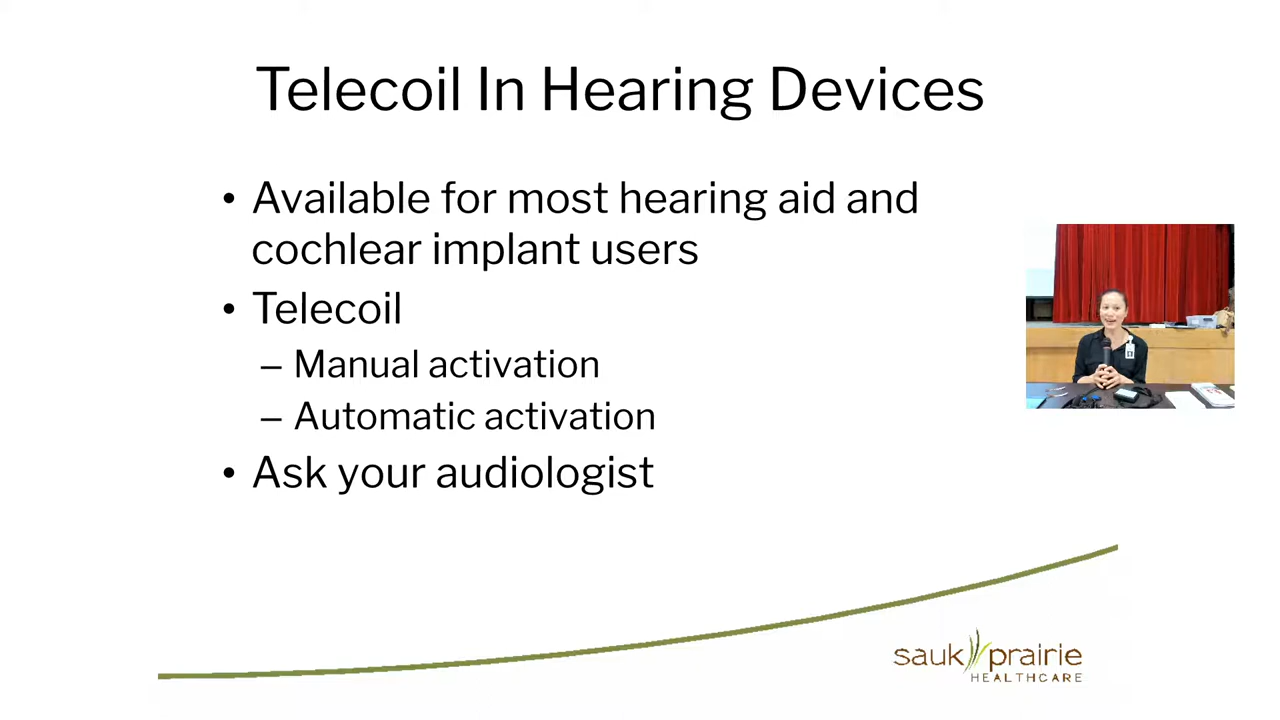 Telecoil In Hearing Devices
• Available for most hearing aid and
cochlear implant users
• Telecoil
– Manual activation
– Automatic activation
• Ask your audiologist
sauk prairie
HEALTHCARE